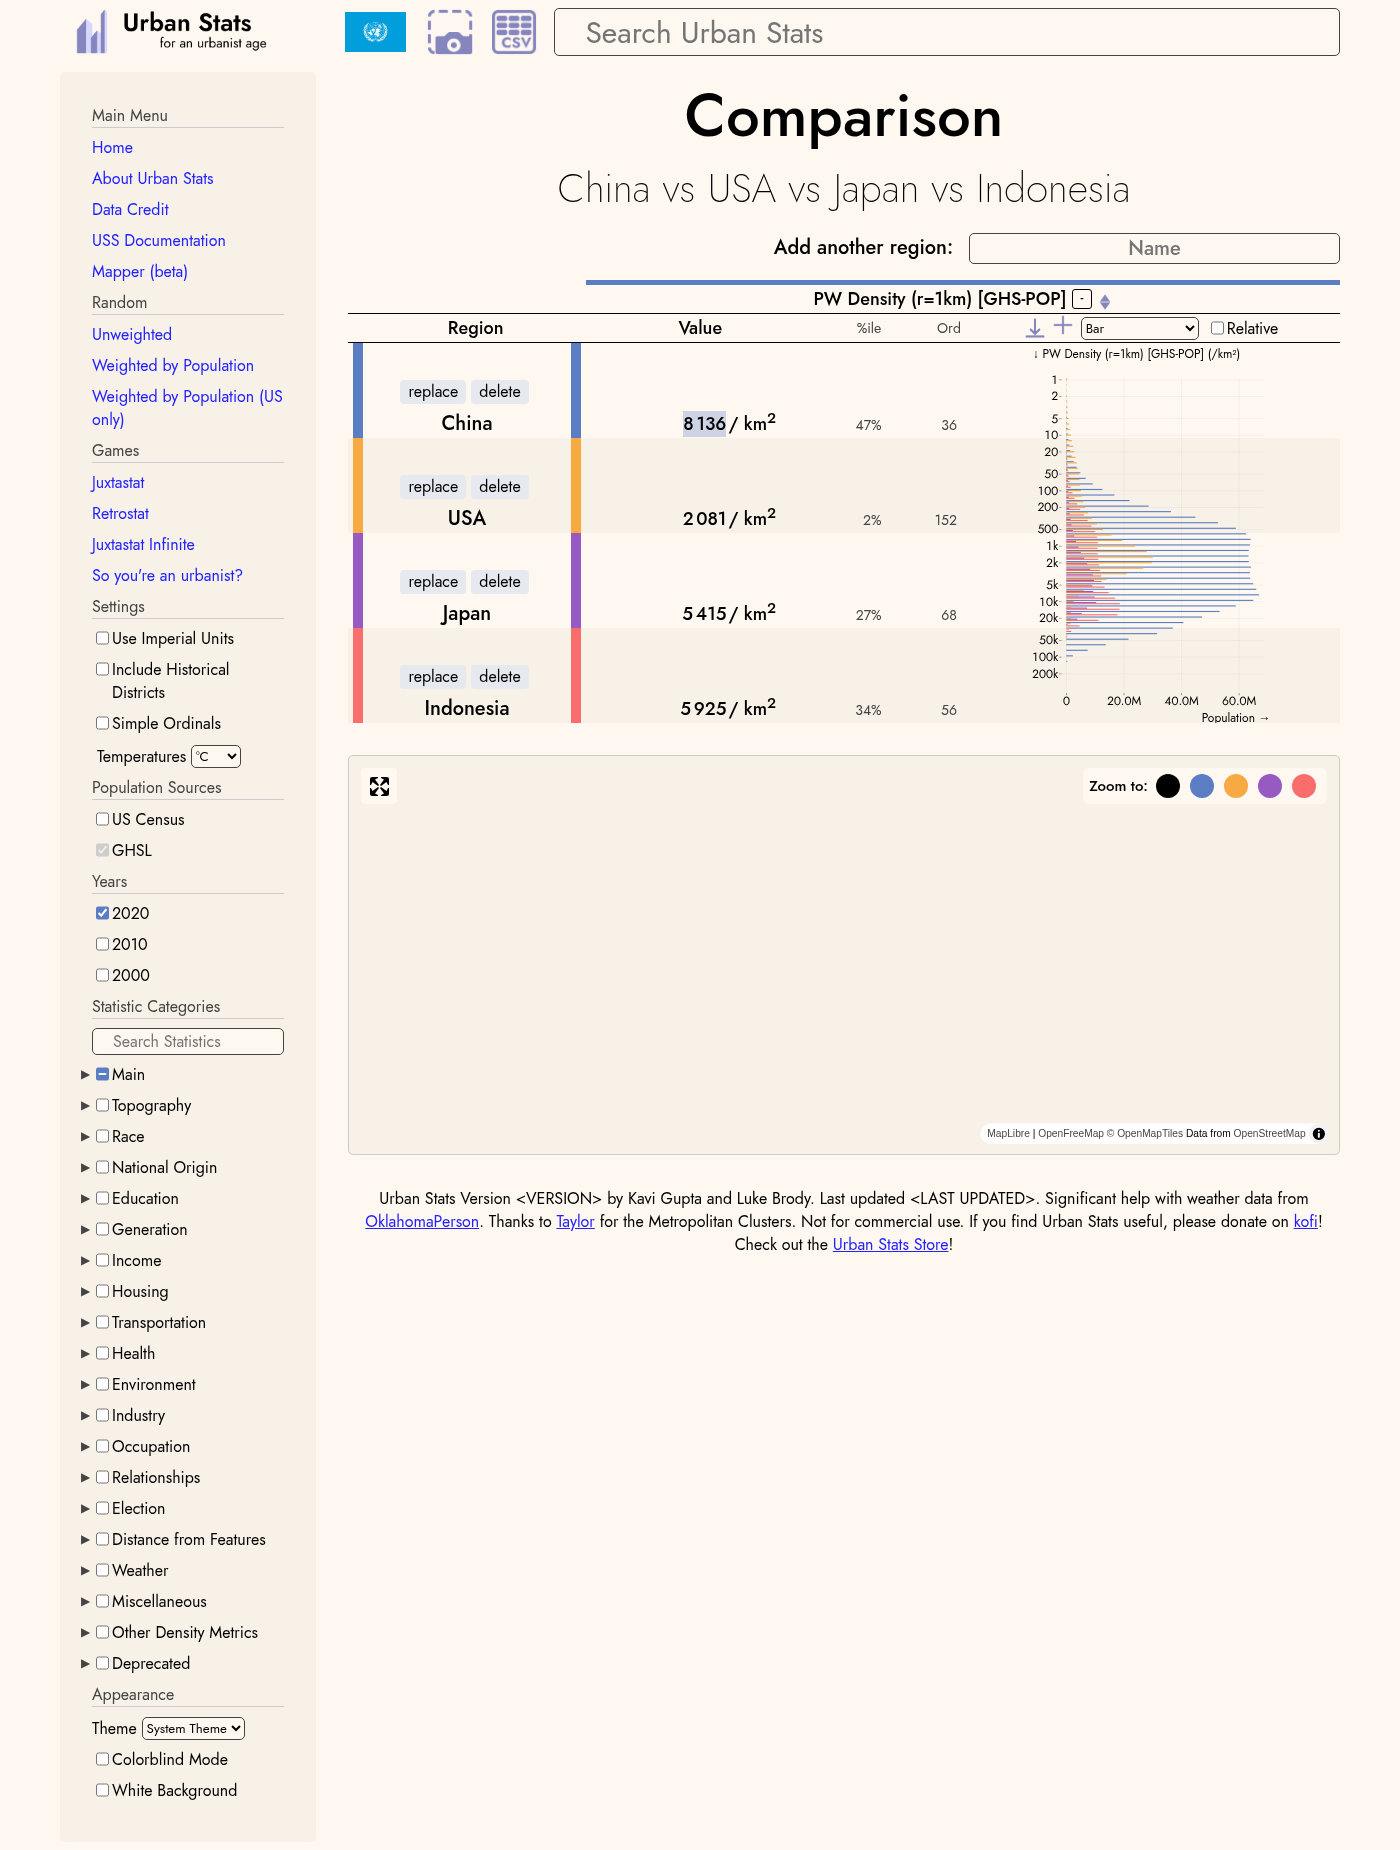 Urban Stats
for an urbanist age
CSV
Search Urban Stats
Main Menu
Home
About Urban Stats
Data Credit
USS Documentation
Mapper (beta)
Random
Unweighted
Weighted by Population
Weighted by Population (US
only)
Games
Juxtastat
Retrostat
Juxtastat Infinite
So you're an urbanist?
Settings
Use Imperial Units
Include Historical
Districts
Simple Ordinals
Temperatures °C
Population Sources
US Census
GHSL
Years
2020
2010
2000
Statistic Categories
Search Statistics
Main
Topography
Race
National Origin
Education
Generation
Income
Housing
Transportation
Health
Environment
Industry
Occupation
Relationships
Election
Distance from Features
Weather
Miscellaneous
Other Density Metrics
Deprecated
Appearance
Theme System Theme
Colorblind Mode
White Background
Comparison
China vs USA vs Japan vs Indonesia
Add another region: Name
PW Density (r=1km) [GHS-POP] -
Region Value %ile Ord Bar Relative
replace delete
China 8 136 / km² 47% 36
replace delete
USA 2 081 / km² 2% 152
replace delete
Japan 5 415 / km² 27% 68
replace delete
Indonesia 5 925 / km² 34% 56
↓ PW Density (r=1km) [GHS-POP] (/km²)
1
2
5
10
20
50
100
200
500
1k
2k
5k
10k
20k
50k
100k
200k
0 20.0M 40.0M 60.0M
Population →
Zoom to:
MapLibre | OpenFreeMap © OpenMapTiles Data from OpenStreetMap
Urban Stats Version <VERSION> by Kavi Gupta and Luke Brody. Last updated <LAST UPDATED>. Significant help with weather data from
OklahomaPerson. Thanks to Taylor for the Metropolitan Clusters. Not for commercial use. If you find Urban Stats useful, please donate on kofi!
Check out the Urban Stats Store!